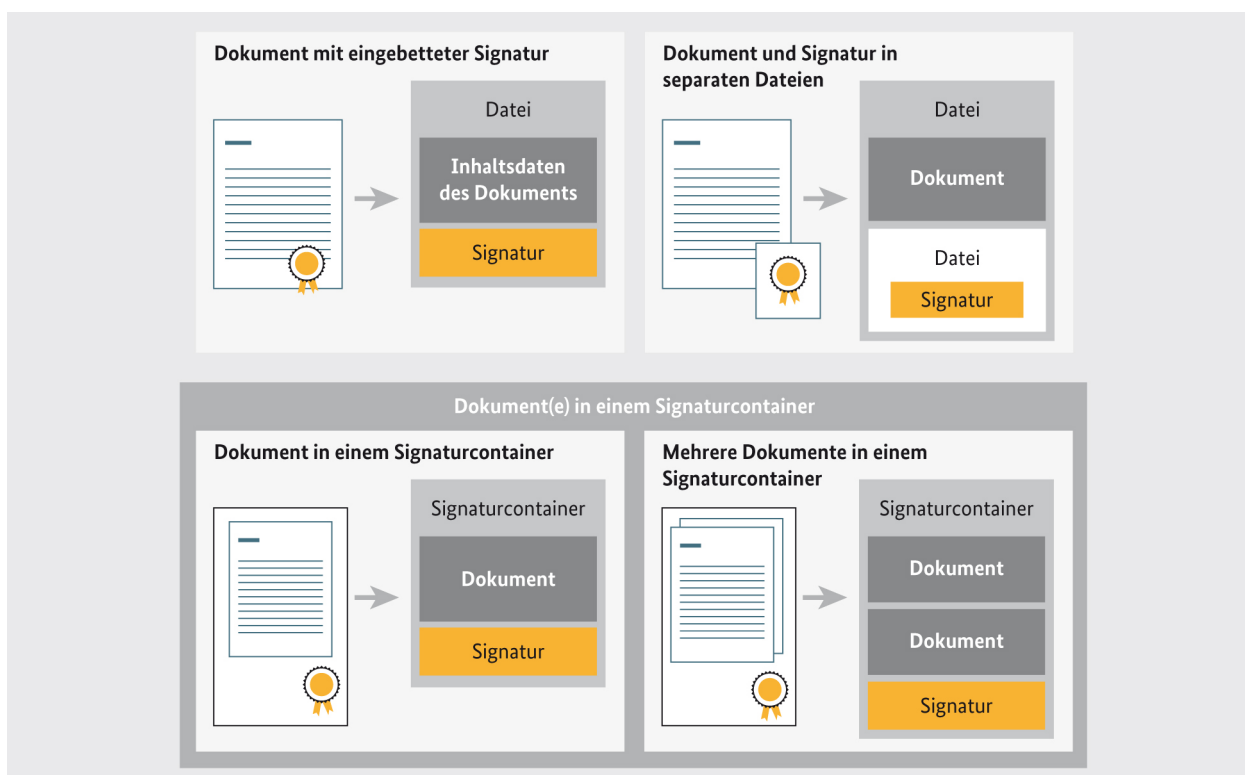 Dokument mit eingebetteter Signatur
Datei
Inhaltsdaten
des Dokuments
Signatur
Dokument und Signatur in
separaten Dateien
Datei
Dokument
Datei
Signatur
Dokument(e) in einem Signaturcontainer
Dokument in einem Signaturcontainer
Signaturcontainer
Dokument
Signatur
Mehrere Dokumente in einem
Signaturcontainer
Signaturcontainer
Dokument
Dokument
Signatur